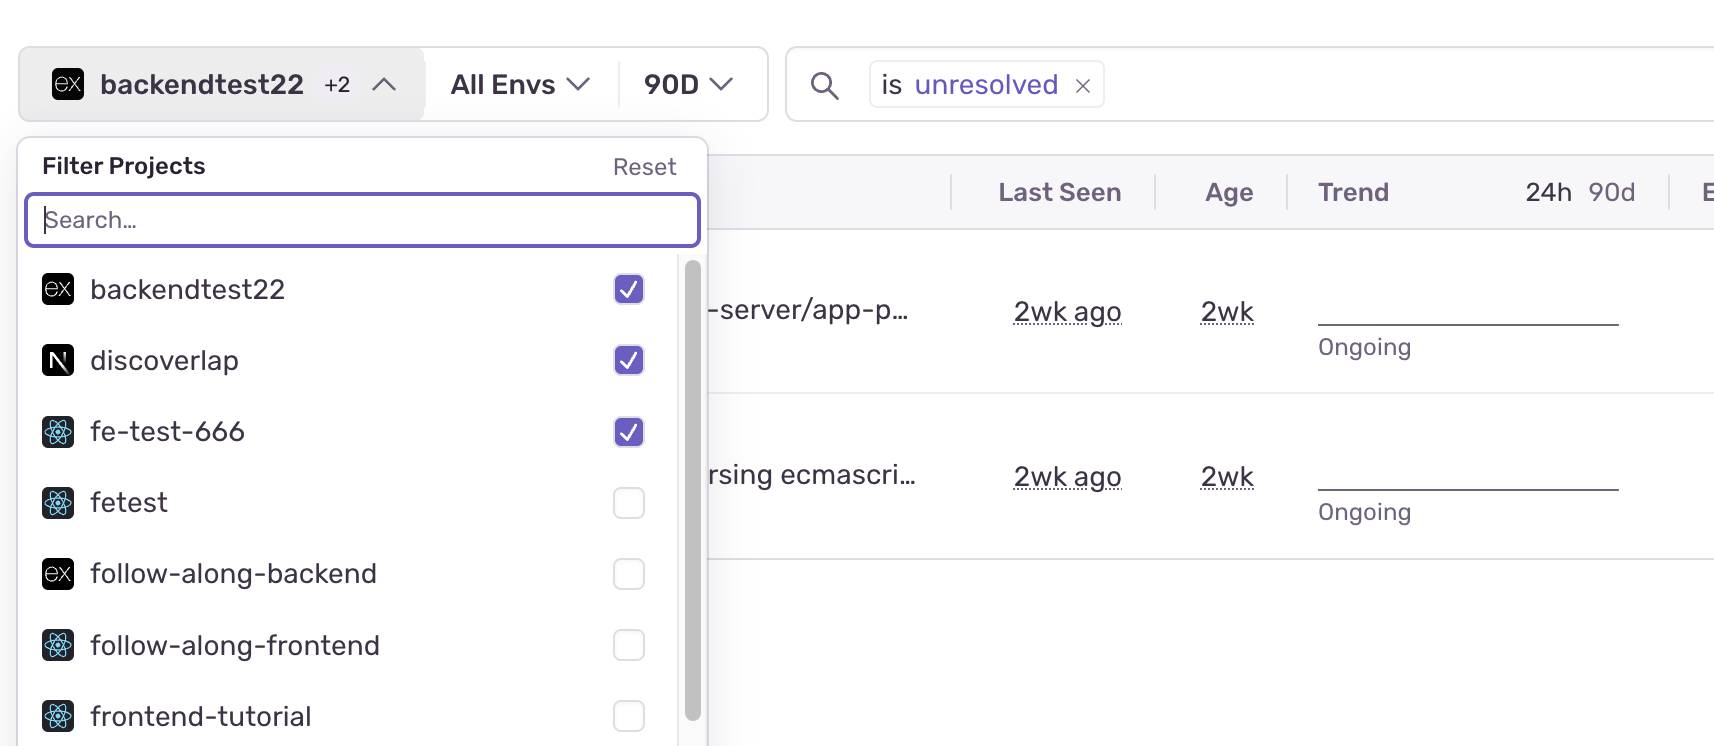 ex backendtest22 +2 All Envs 90D is unresolved ×
Filter Projects Reset
Search...
Last Seen Age Trend 24h 90d E
ex backendtest22
-server/app-p... 2wk ago 2wk
Ongoing
N discoverlap
fe-test-666
rsing ecmascri... 2wk ago 2wk
Ongoing
fetest
ex follow-along-backend
follow-along-frontend
frontend-tutorial